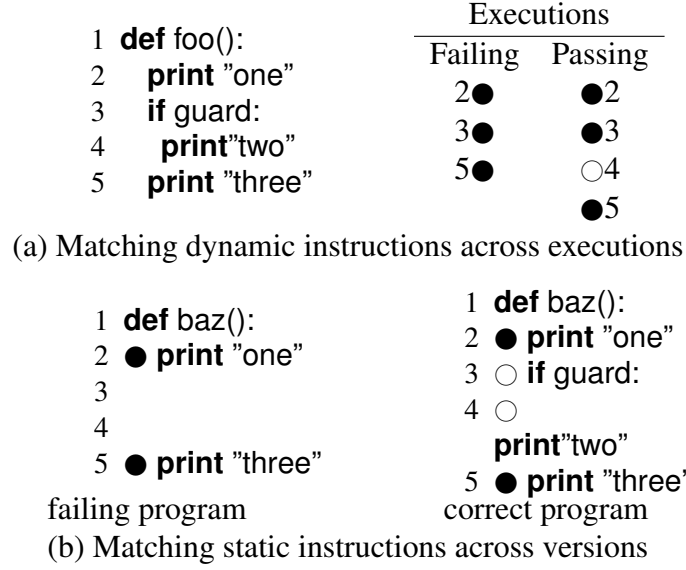 1 def foo():
2 print "one"
3 if guard:
4 print"two"
5 print "three"
Executions
Failing Passing
2● ●2
3● ●3
5● ○4
●5
(a) Matching dynamic instructions across executions
1 def baz():
2 ● print "one"
3
4
5 ● print "three"
failing program
1 def baz():
2 ● print "one"
3 ○ if guard:
4 ○
print"two"
5 ● print "three"
correct program
(b) Matching static instructions across versions